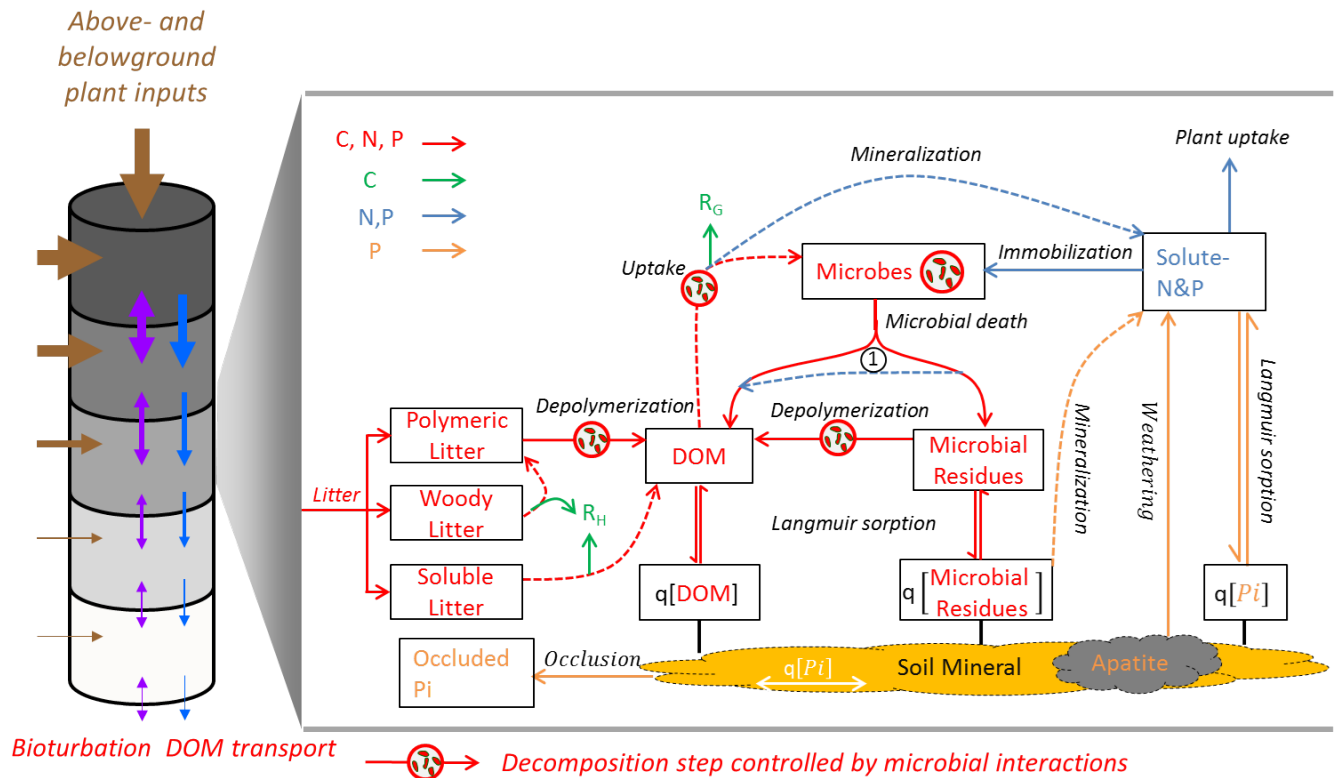 Above- and
belowground
plant inputs
C, N, P
C
N,P
P
Mineralization
Plant uptake
R_G
Uptake
Microbes
Immobilization
Solute-
N&P
Microbial death
1
Depolymerization
Depolymerization
Polymeric
Litter
DOM
Microbial
Residues
Mineralization
Weathering
Langmuir sorption
Litter
Woody
Litter
R_H
Langmuir sorption
Soluble
Litter
q[DOM]
q[Microbial
Residues]
q[Pi]
Occluded
Pi
Occlusion
q[Pi]
Soil Mineral
Apatite
Bioturbation DOM transport
Decomposition step controlled by microbial interactions